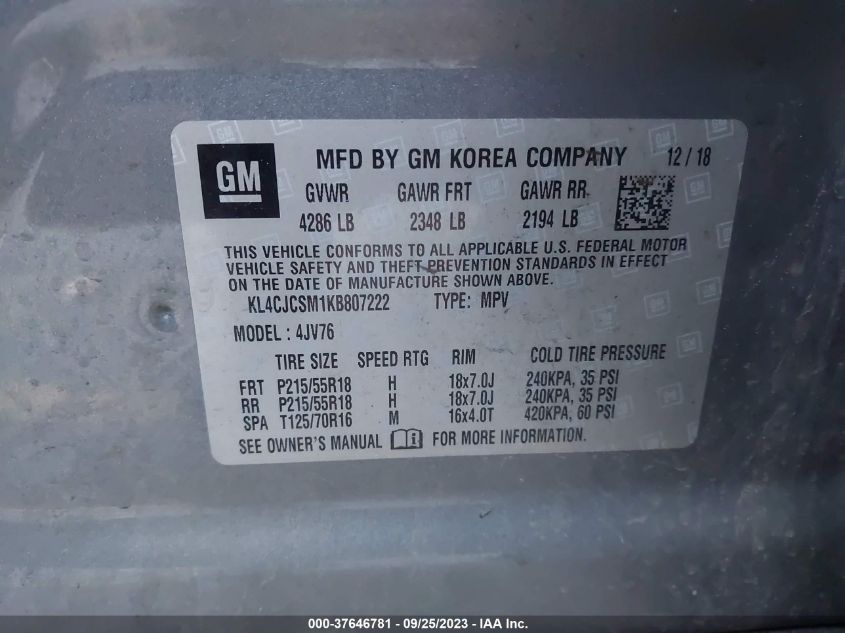 GM MFD BY GM KOREA COMPANY 12 / 18
GVWR GAWR FRT GAWR RR
4286 LB 2348 LB 2194 LB
THIS VEHICLE CONFORMS TO ALL APPLICABLE U.S. FEDERAL MOTOR
VEHICLE SAFETY AND THEFT PREVENTION STANDARDS IN EFFECT
ON THE DATE OF MANUFACTURE SHOWN ABOVE.
KL4CJCSM1KB807222 TYPE: MPV
MODEL : 4JV76
TIRE SIZE SPEED RTG RIM COLD TIRE PRESSURE
FRT P215/55R18 H 18x7.0J 240KPA, 35 PSI
RR P215/55R18 H 18x7.0J 240KPA, 35 PSI
SPA T125/70R16 M 16x4.0T 420KPA, 60 PSI
SEE OWNER'S MANUAL FOR MORE INFORMATION.
000-37646781 - 09/25/2023 - IAA Inc.